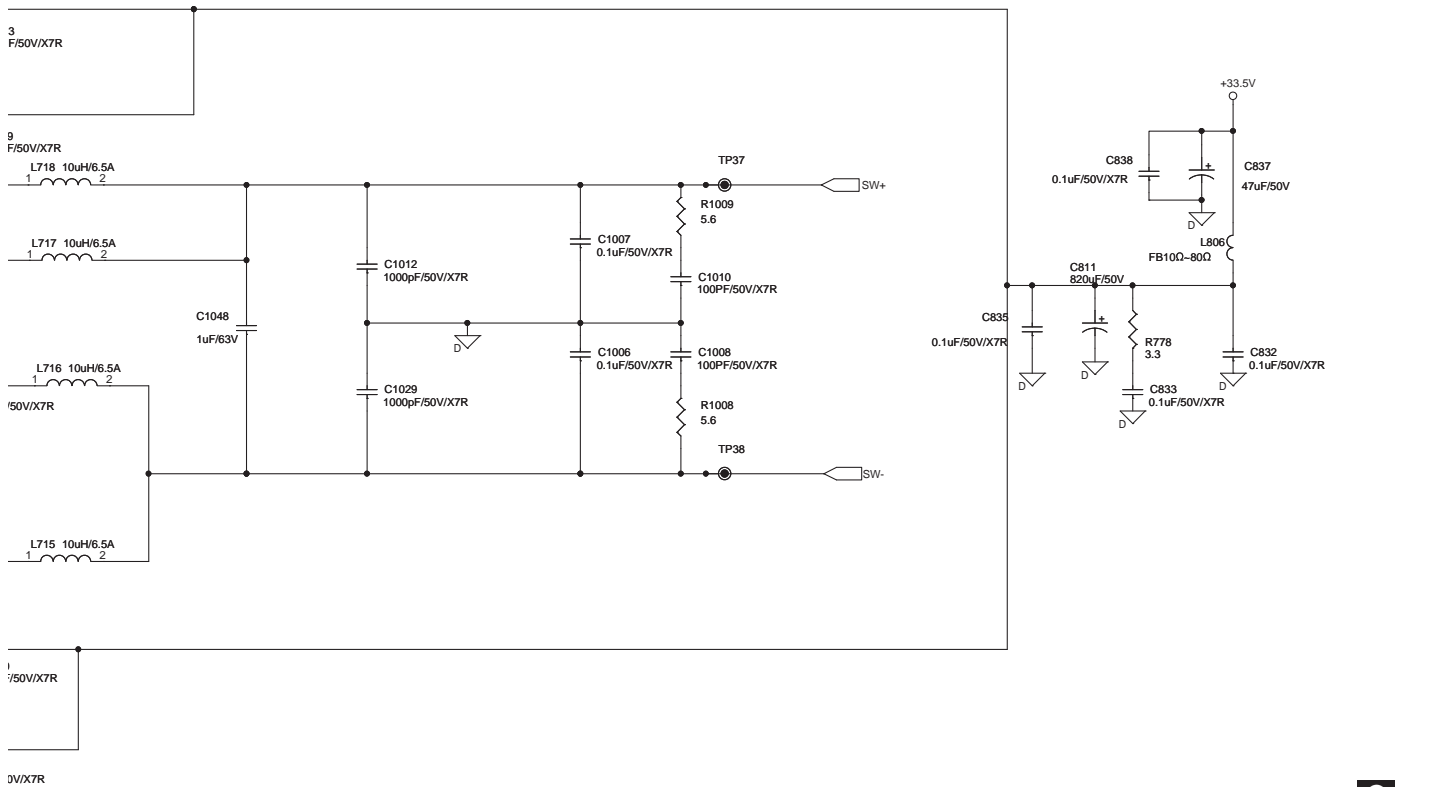 3
F/50V/X7R
9
F/50V/X7R
L718 10uH/6.5A
1 2
L717 10uH/6.5A
1 2
C1048
1uF/63V
L716 10uH/6.5A
1 2
/50V/X7R
L715 10uH/6.5A
1 2
F/50V/X7R
0V/X7R
C1012
1000pF/50V/X7R
C1029
1000pF/50V/X7R
D
C1007
0.1uF/50V/X7R
C1006
0.1uF/50V/X7R
TP37
R1009
5.6
C1010
100PF/50V/X7R
C1008
100PF/50V/X7R
R1008
5.6
TP38
SW+
SW-
+33.5V
C838
0.1uF/50V/X7R
+
C837
47uF/50V
D
L806
FB10Ω~80Ω
C811
820uF/50V
C835
0.1uF/50V/X7R
D
+
D
R778
3.3
C833
0.1uF/50V/X7R
D
C832
0.1uF/50V/X7R
D